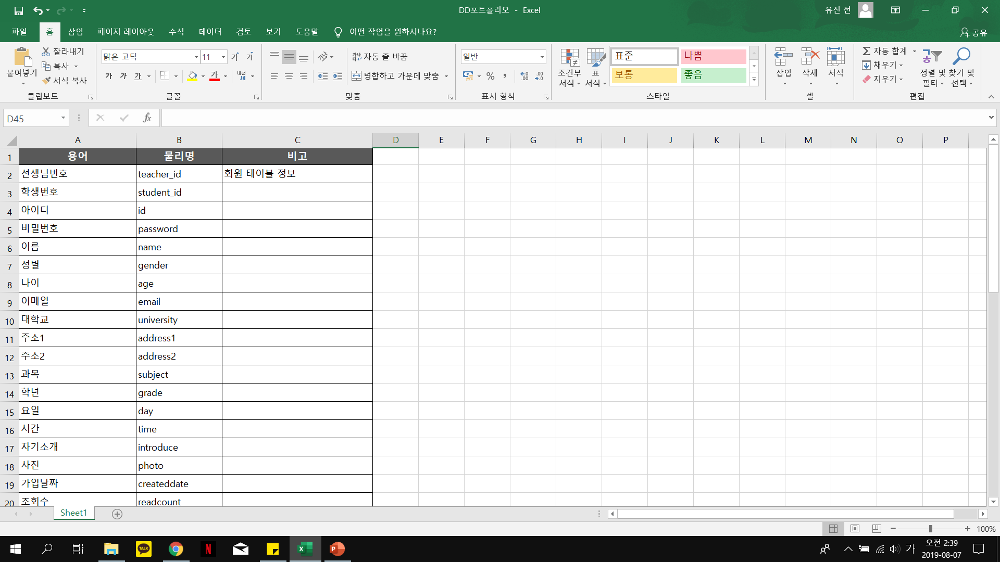 DD포트폴리오 - Excel
유진 전
파일 홈 삽입 페이지 레이아웃 수식 데이터 검토 보기 도움말 어떤 작업을 원하시나요? 공유
붙여넣기 잘라내기 복사 서식 복사 클립보드
맑은 고딕 11 가 가
가 가 가 가 내천
글꼴
자동 줄 바꿈
병합하고 가운데 맞춤
맞춤
일반
% , .00
표시 형식
조건부 서식 표 서식
표준 나쁨
보통 좋음
스타일
삽입 삭제 서식
셀
자동 합계
채우기
지우기
정렬 및 필터 찾기 및 선택
편집
D45 fx
A B C D E F G H I J K L M N O P
1 용어 물리명 비고
2 선생님번호 teacher_id 회원 테이블 정보
3 학생번호 student_id
4 아이디 id
5 비밀번호 password
6 이름 name
7 성별 gender
8 나이 age
9 이메일 email
10 대학교 university
11 주소1 address1
12 주소2 address2
13 과목 subject
14 학년 grade
15 요일 day
16 시간 time
17 자기소개 introduce
18 사진 photo
19 가입날짜 createddate
20 조회수 readcount
Sheet1
100%
TALK N X P 가 오전 2:39
2019-08-07